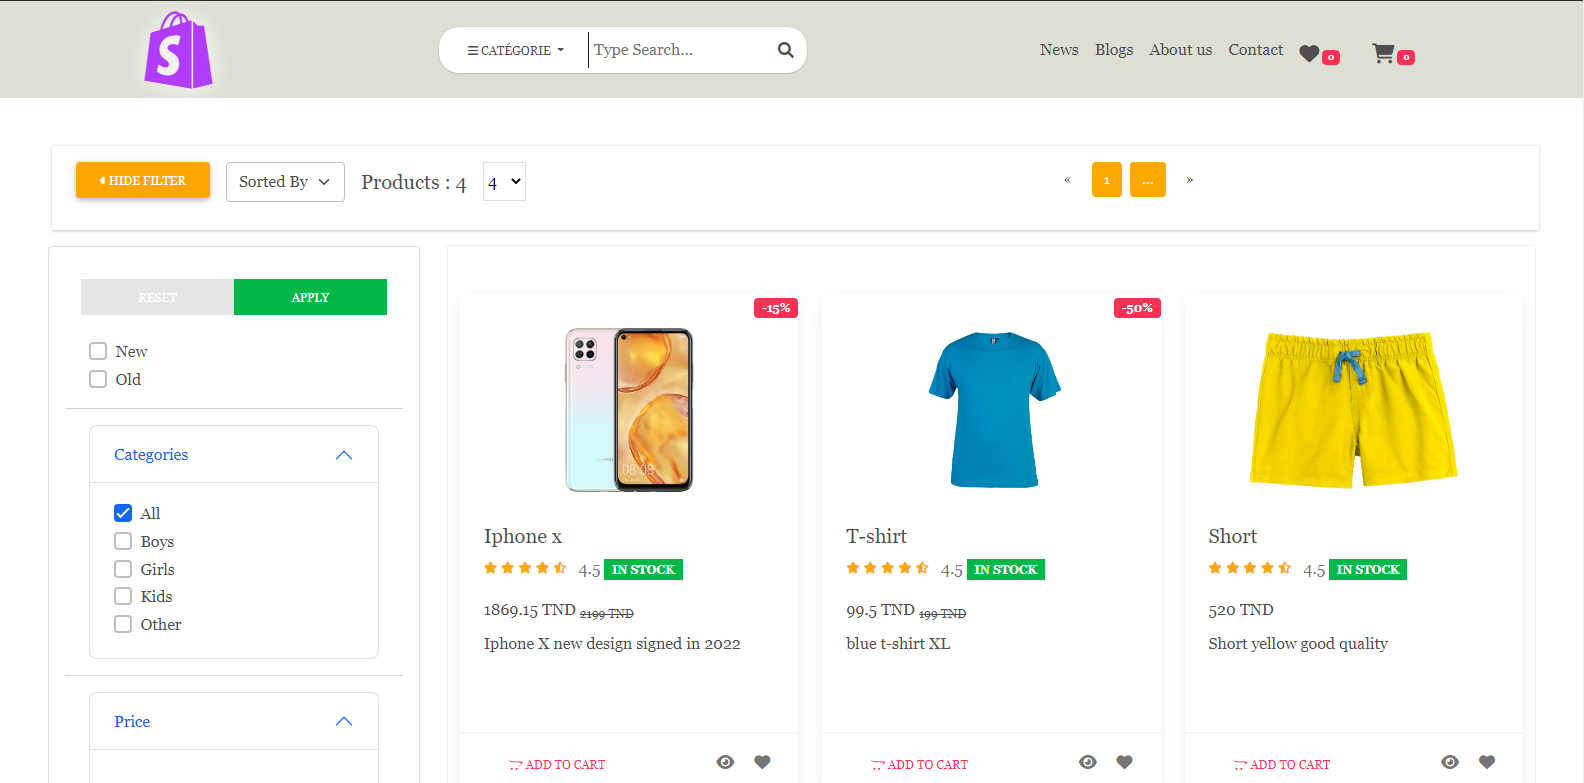 S
CATÉGORIE
Type Search...
News
Blogs
About us
Contact
0
0
HIDE FILTER
Sorted By
Products : 4
4
«
1
...
»
RESET
APPLY
New
Old
Categories
All
Boys
Girls
Kids
Other
Price
-15%
08:08
HUAWEI
Iphone x
4.5 IN STOCK
1869.15 TND 2199 TND
Iphone X new design signed in 2022
ADD TO CART
-50%
T-shirt
4.5 IN STOCK
99.5 TND 199 TND
blue t-shirt XL
ADD TO CART
Short
4.5 IN STOCK
520 TND
Short yellow good quality
ADD TO CART